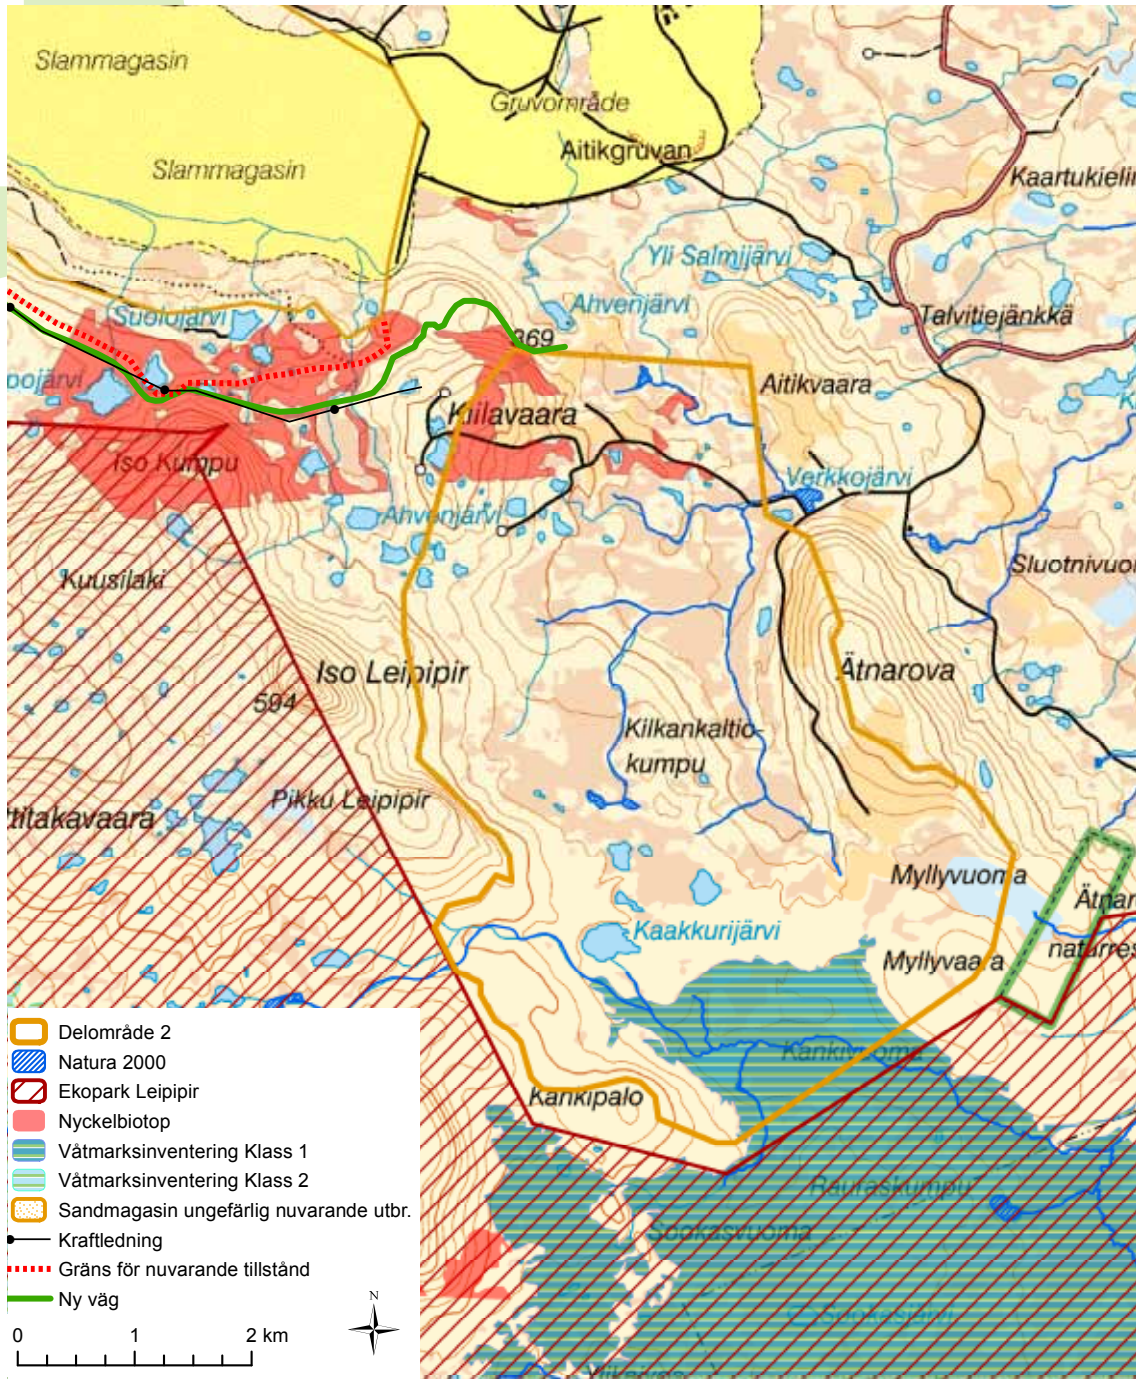 Slammagasin
Gruvområde
Aitikgruvan
Slammagasin
Yli Salmijärvi
Ahvenjärvi
Suolojärvi
Talvitiejänkkä
369
Aitikvaara
Kiilavaara
Iso Kumpu
Verkkojärvi
Ahvenjärvi
Kuusilaki
Iso Leipipir
Ätnarova
594
Kilkankaltio-
kumpu
Pikku Leipipir
Myllyvuoma
Kaakkurijärvi
Myllyvaara
Kankivuoma
Kankipalo
Rauraskumpu
Sookasvuoma
Delområde 2
Natura 2000
Ekopark Leipipir
Nyckelbiotop
Våtmarksinventering Klass 1
Våtmarksinventering Klass 2
Sandmagasin ungefärlig nuvarande utbr.
Kraftledning
Gräns för nuvarande tillstånd
Ny väg
N
0 1 2 km